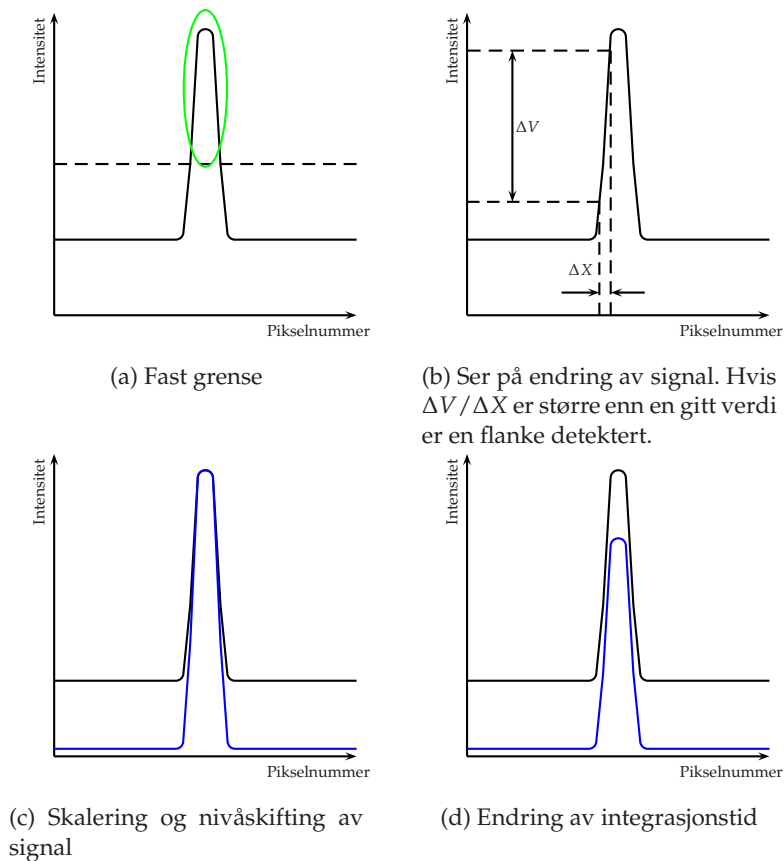 Intensitet
Pikselnummer
(a) Fast grense
Intensitet
ΔV
ΔX
Pikselnummer
(b) Ser på endring av signal. Hvis
ΔV/ΔX er større enn en gitt verdi
er en flanke detektert.
Intensitet
Pikselnummer
(c) Skalering og nivåskifting av
signal
Intensitet
Pikselnummer
(d) Endring av integrasjonstid